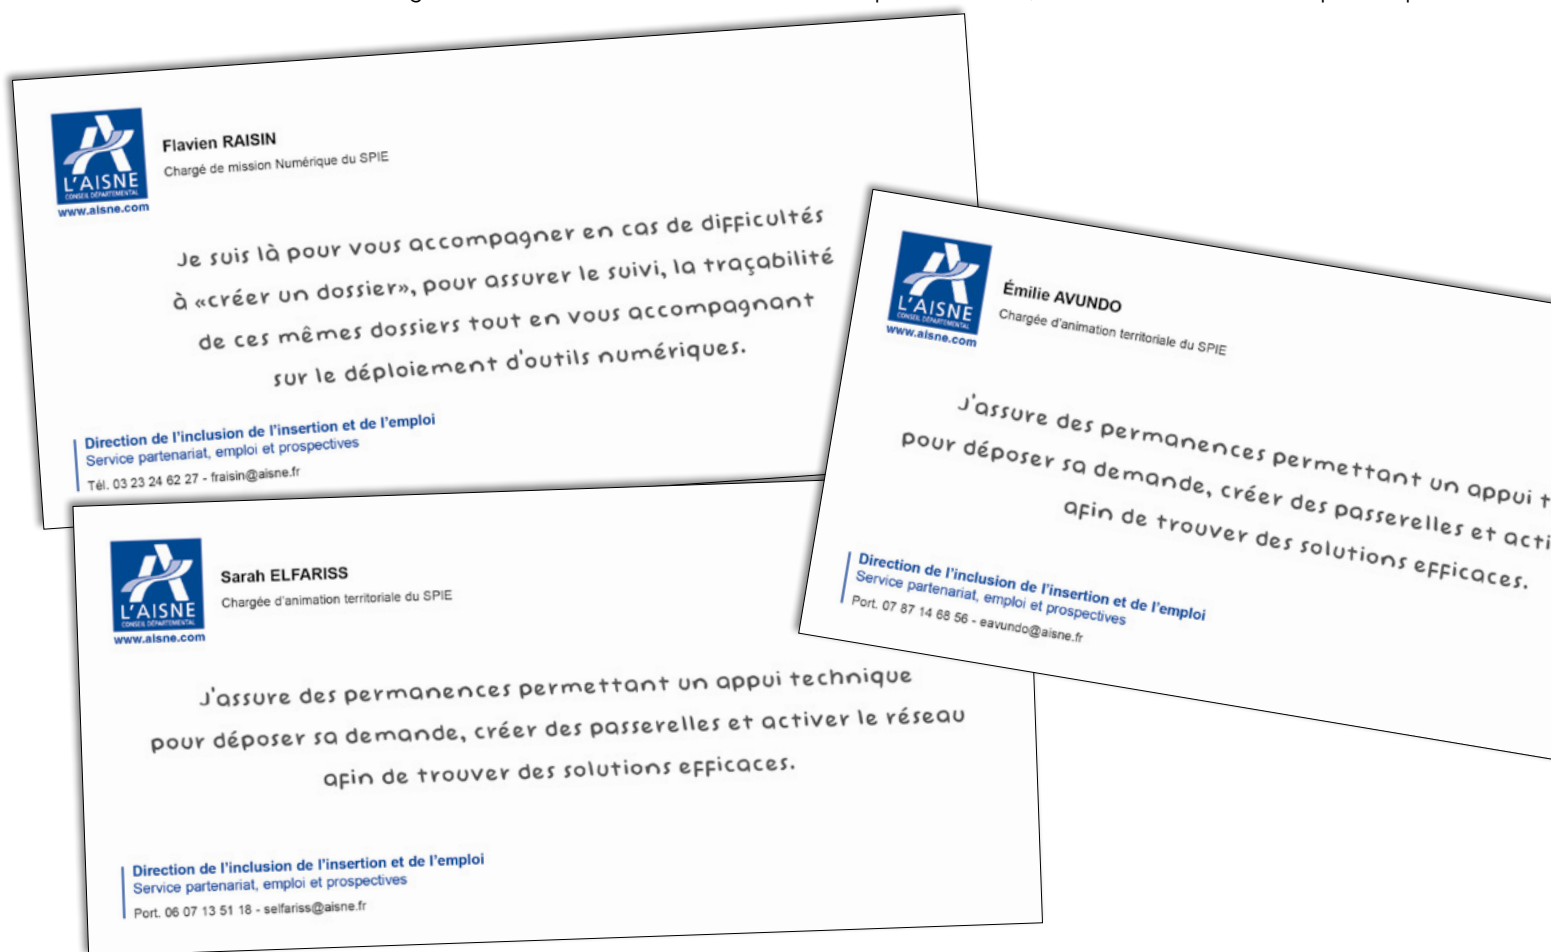 L'AISNE
CONSEIL DÉPARTEMENTAL
www.aisne.com
Flavien RAISIN
Chargé de mission Numérique du SPIE
Je suis là pour vous accompagner en cas de difficultés
à «créer un dossier», pour assurer le suivi, la traçabilité
de ces mêmes dossiers tout en vous accompagnant
sur le déploiement d'outils numériques.
Direction de l'inclusion de l'insertion et de l'emploi
Service partenariat, emploi et prospectives
Tél. 03 23 24 62 27 - fraisin@aisne.fr
L'AISNE
CONSEIL DÉPARTEMENTAL
www.aisne.com
Émilie AVUNDO
Chargée d'animation territoriale du SPIE
J'assure des permanences permettant un appui t
pour déposer sa demande, créer des passerelles et acti
afin de trouver des solutions efficaces.
Direction de l'inclusion de l'insertion et de l'emploi
Service partenariat, emploi et prospectives
Port. 07 87 14 68 56 - eavundo@aisne.fr
L'AISNE
CONSEIL DÉPARTEMENTAL
www.aisne.com
Sarah ELFARISS
Chargée d'animation territoriale du SPIE
J'assure des permanences permettant un appui technique
pour déposer sa demande, créer des passerelles et activer le réseau
afin de trouver des solutions efficaces.
Direction de l'inclusion de l'insertion et de l'emploi
Service partenariat, emploi et prospectives
Port. 06 07 13 51 18 - selfariss@aisne.fr